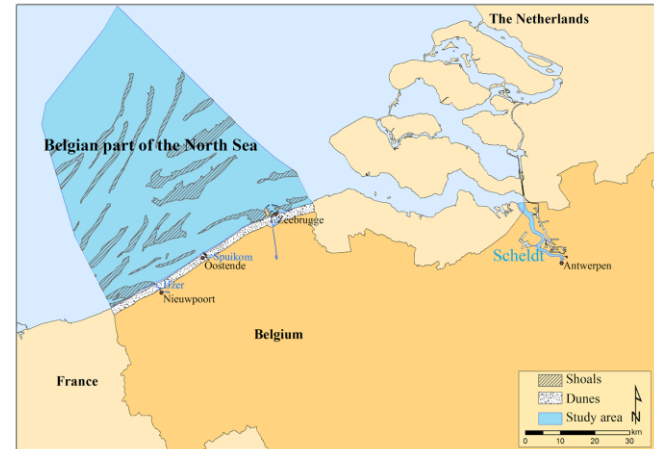 The Netherlands
Belgian part of the North Sea
Zeebrugge
Spuikom
Oostende
Scheldt
Antwerpen
IJzer
Nieuwpoort
Belgium
France
Shoals
Dunes
Study area
N
0 10 20 30 km